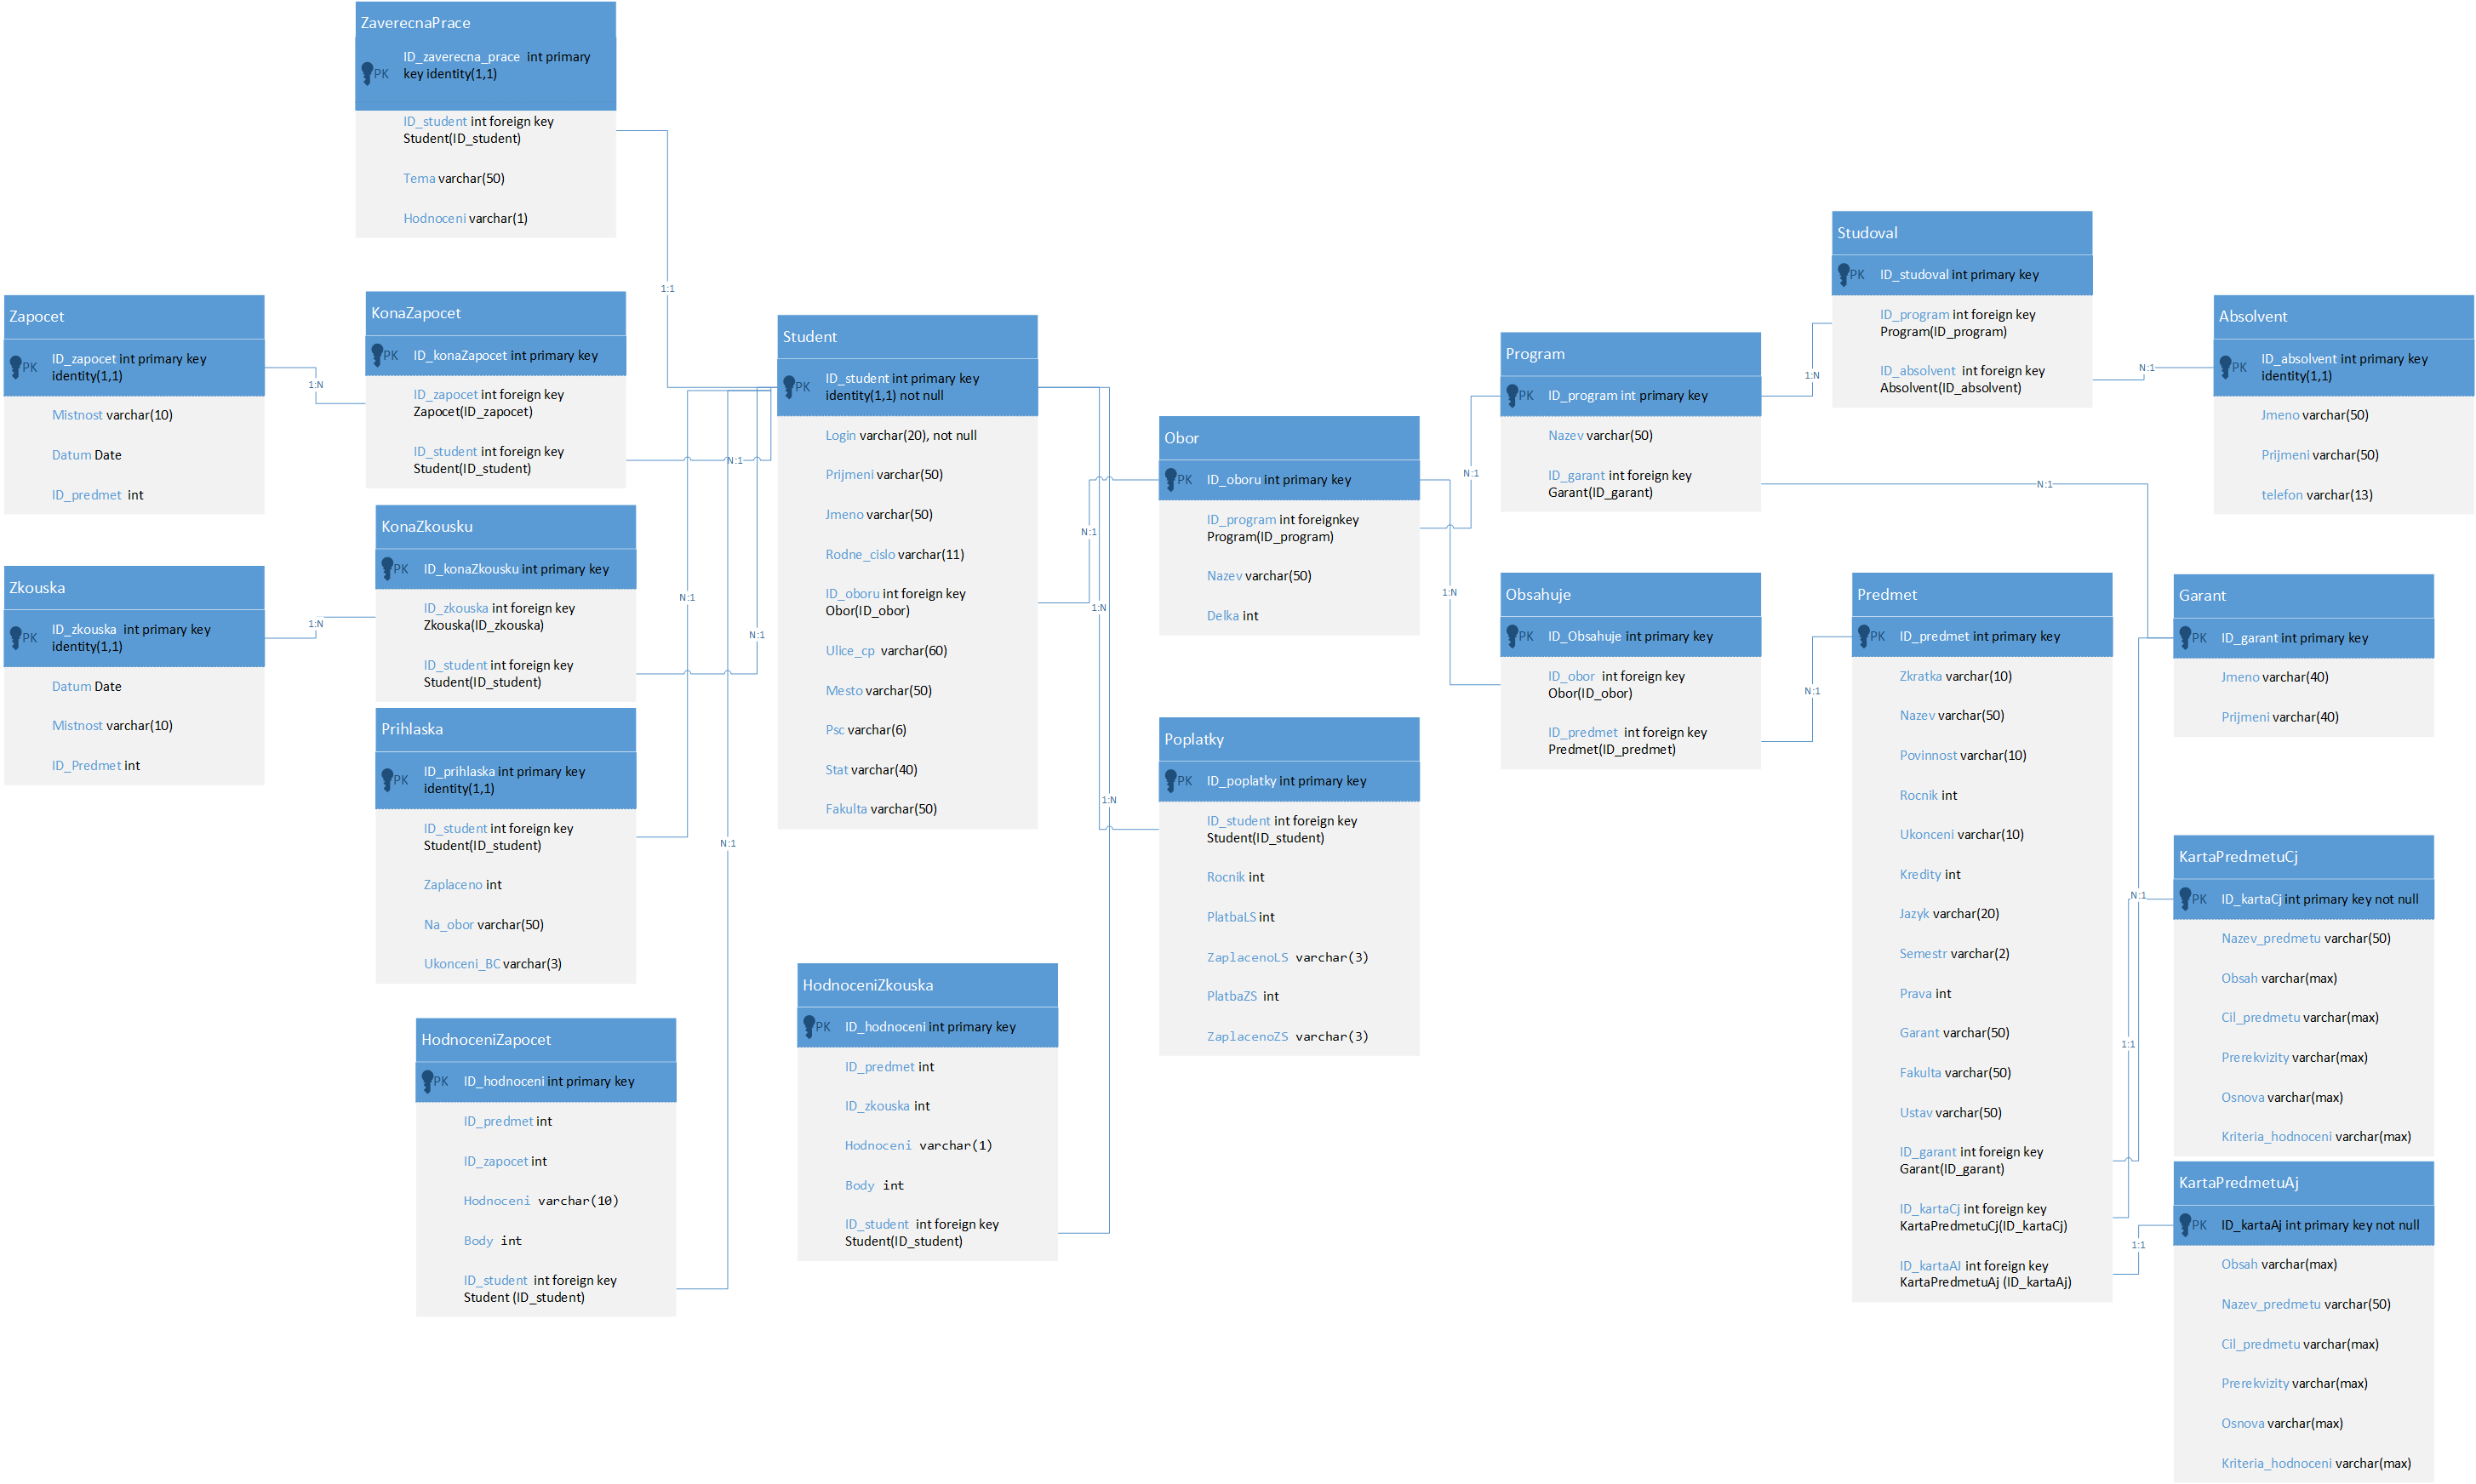 ZaverecnaPrace
PK
ID_zaverecna_prace int primary
key identity(1,1)
ID_student int foreign key
Student(ID_student)
Tema varchar(50)
Hodnoceni varchar(1)
1:1
Zapocet
PK
ID_zapocet int primary key
identity(1,1)
Mistnost varchar(10)
Datum Date
ID_predmet int
1:N
KonaZapocet
PK
ID_konaZapocet int primary key
ID_zapocet int foreign key
Zapocet(ID_zapocet)
ID_student int foreign key
Student(ID_student)
N:1
Zkouska
PK
ID_zkouska int primary key
identity(1,1)
Datum Date
Mistnost varchar(10)
ID_Predmet int
1:N
KonaZkousku
PK
ID_konaZkousku int primary key
ID_zkouska int foreign key
Zkouska(ID_zkouska)
ID_student int foreign key
Student(ID_student)
N:1
N:1
Prihlaska
PK
ID_prihlaska int primary key
identity(1,1)
ID_student int foreign key
Student(ID_student)
Zaplaceno int
Na_obor varchar(50)
Ukonceni_BC varchar(3)
N:1
HodnoceniZapocet
PK
ID_hodnoceni int primary key
ID_predmet int
ID_zapocet int
Hodnoceni varchar(10)
Body int
ID_student int foreign key
Student (ID_student)
Student
PK
ID_student int primary key
identity(1,1) not null
Login varchar(20), not null
Prijmeni varchar(50)
Jmeno varchar(50)
Rodne_cislo varchar(11)
ID_oboru int foreign key
Obor(ID_obor)
Ulice_cp varchar(60)
Mesto varchar(50)
Psc varchar(6)
Stat varchar(40)
Fakulta varchar(50)
N:1
1:N
1:N
HodnoceniZkouska
PK
ID_hodnoceni int primary key
ID_predmet int
ID_zkouska int
Hodnoceni varchar(1)
Body int
ID_student int foreign key
Student(ID_student)
Obor
PK
ID_oboru int primary key
ID_program int foreignkey
Program(ID_program)
Nazev varchar(50)
Delka int
N:1
1:N
Poplatky
PK
ID_poplatky int primary key
ID_student int foreign key
Student(ID_student)
Rocnik int
PlatbaLS int
ZaplacenoLS varchar(3)
PlatbaZS int
ZaplacenoZS varchar(3)
Program
PK
ID_program int primary key
Nazev varchar(50)
ID_garant int foreign key
Garant(ID_garant)
1:N
N:1
Obsahuje
PK
ID_Obsahuje int primary key
ID_obor int foreign key
Obor(ID_obor)
ID_predmet int foreign key
Predmet(ID_predmet)
N:1
Studoval
PK
ID_studoval int primary key
ID_program int foreign key
Program(ID_program)
ID_absolvent int foreign key
Absolvent(ID_absolvent)
N:1
Absolvent
PK
ID_absolvent int primary key
identity(1,1)
Jmeno varchar(50)
Prijmeni varchar(50)
telefon varchar(13)
Predmet
PK
ID_predmet int primary key
Zkratka varchar(10)
Nazev varchar(50)
Povinnost varchar(10)
Rocnik int
Ukonceni varchar(10)
Kredity int
Jazyk varchar(20)
Semestr varchar(2)
Prava int
Garant varchar(50)
Fakulta varchar(50)
Ustav varchar(50)
ID_garant int foreign key
Garant(ID_garant)
ID_kartaCj int foreign key
KartaPredmetuCj(ID_kartaCj)
ID_kartaAJ int foreign key
KartaPredmetuAj (ID_kartaAj)
N:1
1:1
1:1
Garant
PK
ID_garant int primary key
Jmeno varchar(40)
Prijmeni varchar(40)
KartaPredmetuCj
PK
ID_kartaCj int primary key not null
Nazev_predmetu varchar(50)
Obsah varchar(max)
Cil_predmetu varchar(max)
Prerekvizity varchar(max)
Osnova varchar(max)
Kriteria_hodnoceni varchar(max)
KartaPredmetuAj
PK
ID_kartaAj int primary key not null
Obsah varchar(max)
Nazev_predmetu varchar(50)
Cil_predmetu varchar(max)
Prerekvizity varchar(max)
Osnova varchar(max)
Kriteria_hodnoceni varchar(max)